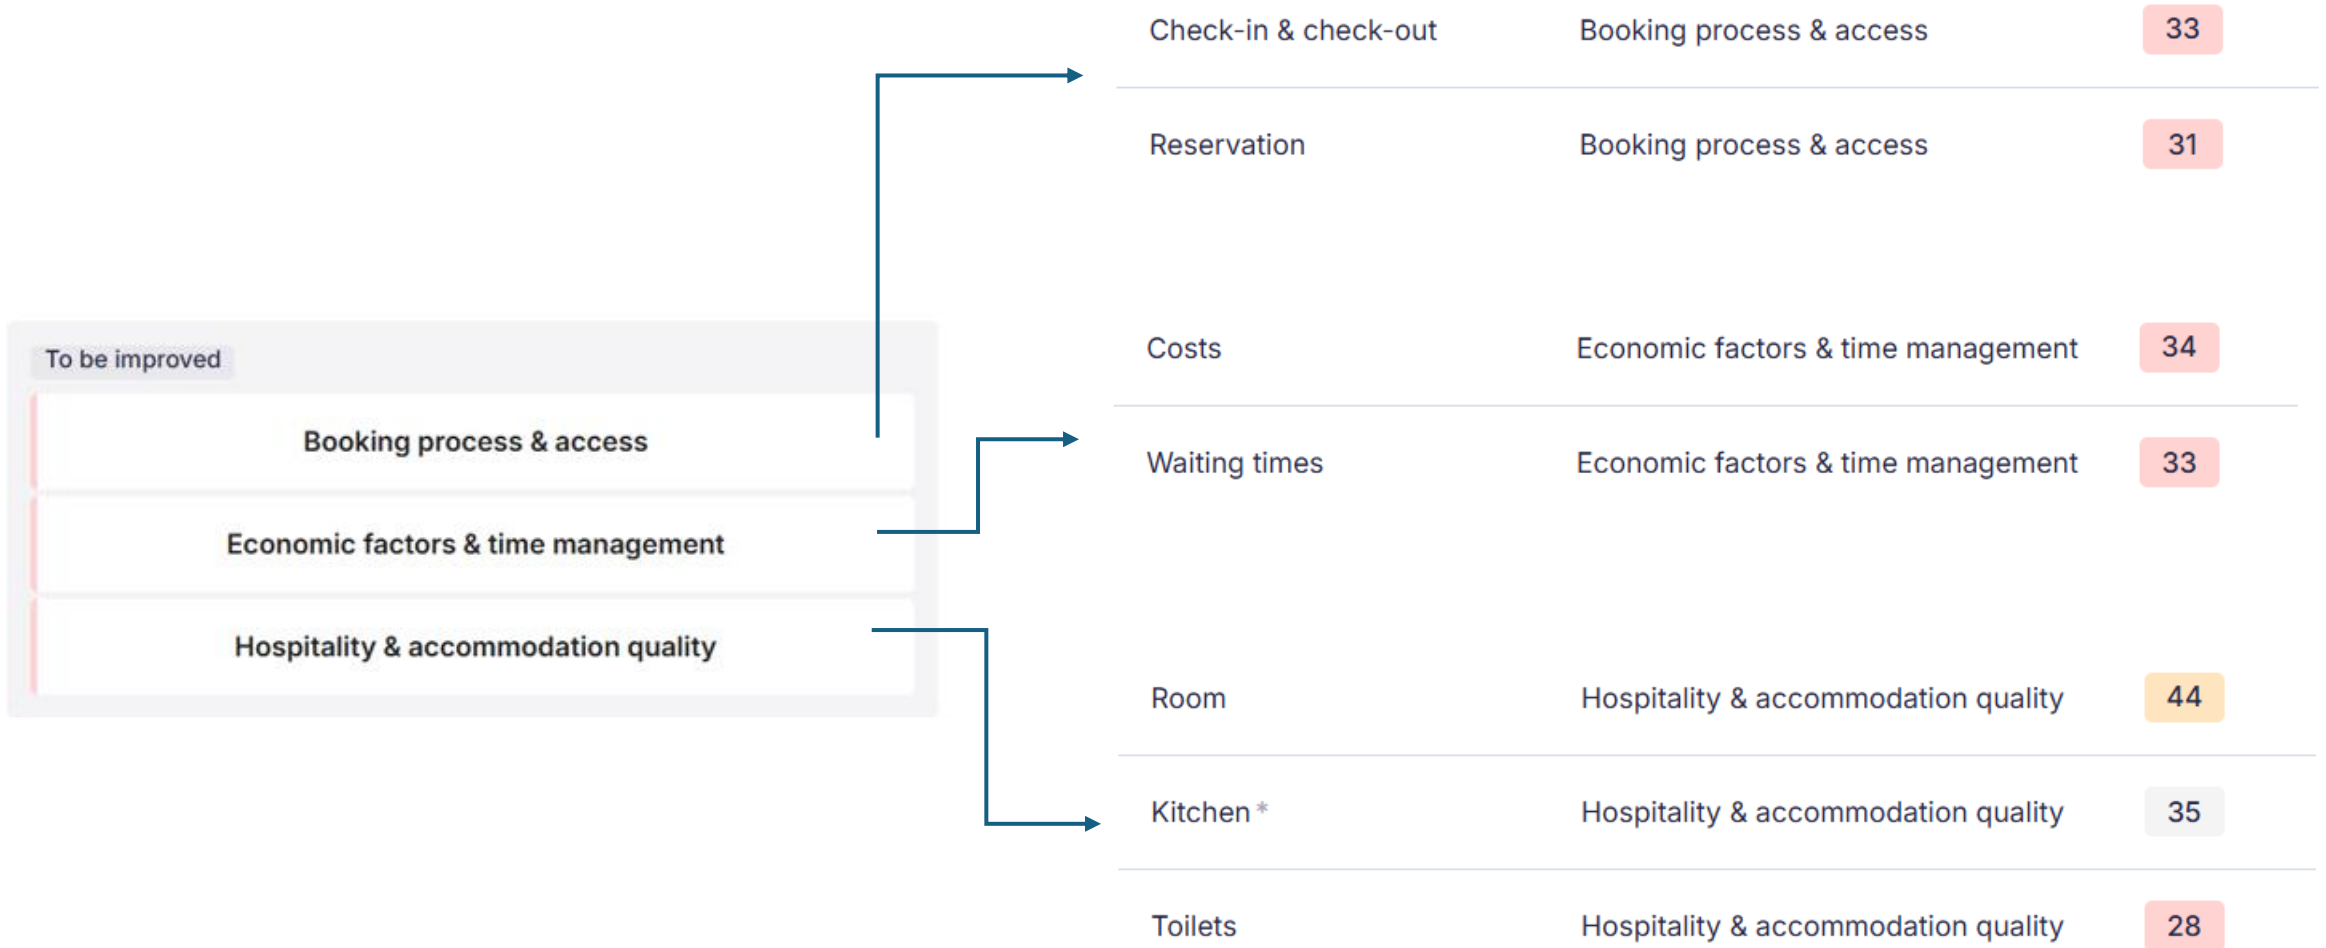 Check-in & check-out Booking process & access 33
Reservation Booking process & access 31
Costs Economic factors & time management 34
Waiting times Economic factors & time management 33
To be improved
Booking process & access
Economic factors & time management
Hospitality & accommodation quality
Room Hospitality & accommodation quality 44
Kitchen * Hospitality & accommodation quality 35
Toilets Hospitality & accommodation quality 28